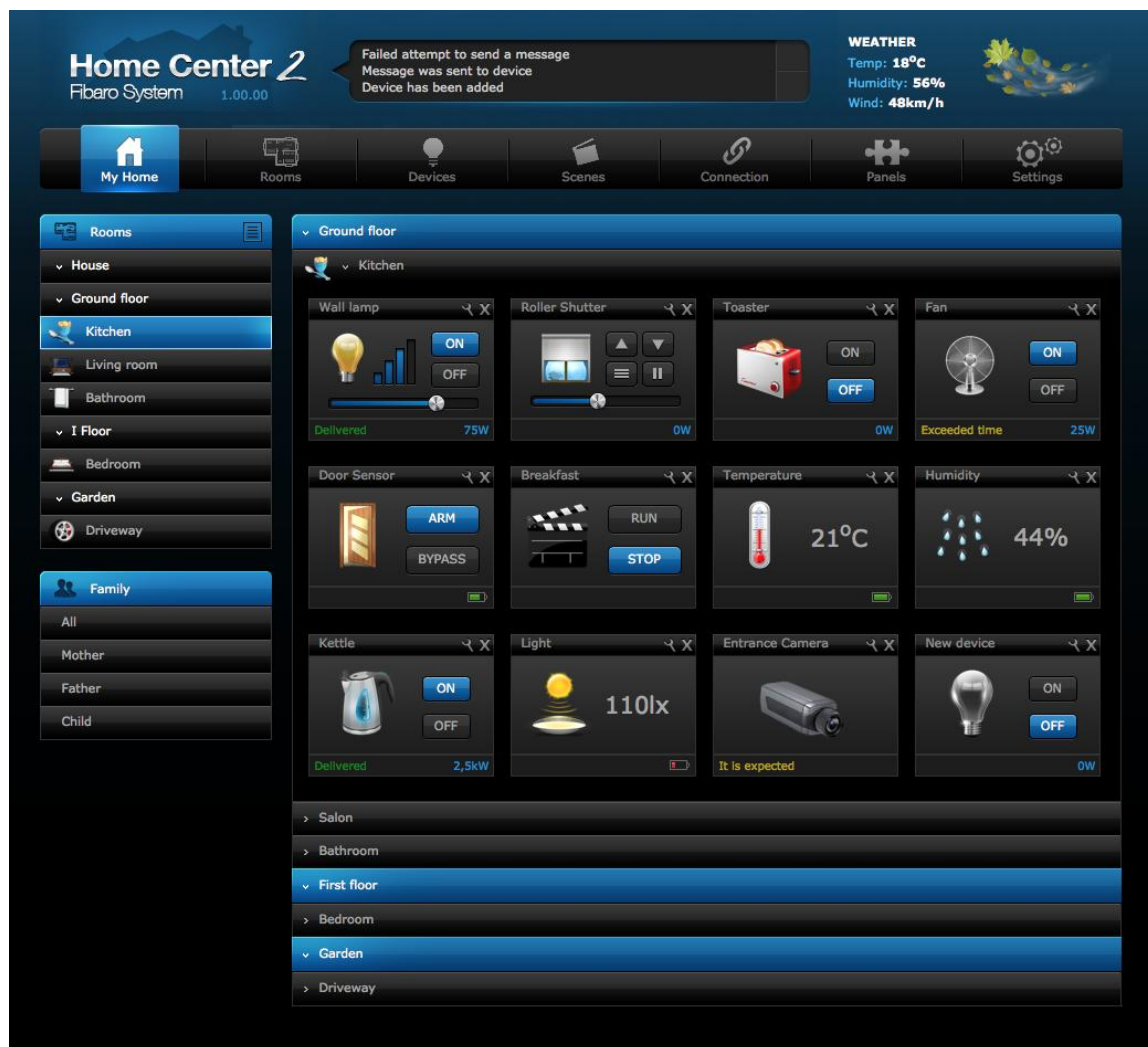 Home Center 2
Fibaro System 1.00.00
Failed attempt to send a message
Message was sent to device
Device has been added
WEATHER
Temp: 18°C
Humidity: 56%
Wind: 48km/h
My Home
Rooms
Devices
Scenes
Connection
Panels
Settings
Rooms
House
Ground floor
Kitchen
Living room
Bathroom
I Floor
Bedroom
Garden
Driveway
Family
All
Mother
Father
Child
Ground floor
Kitchen
Wall lamp X
ON
OFF
Delivered 75W
Roller Shutter X
0W
Toaster X
ON
OFF
0W
Fan X
ON
OFF
Exceeded time 25W
Door Sensor X
ARM
BYPASS
Breakfast X
RUN
STOP
Temperature X
21°C
Humidity X
44%
Kettle X
ON
OFF
Delivered 2,5kW
Light X
110lx
Entrance Camera X
It is expected
New device X
ON
OFF
0W
Salon
Bathroom
First floor
Bedroom
Garden
Driveway